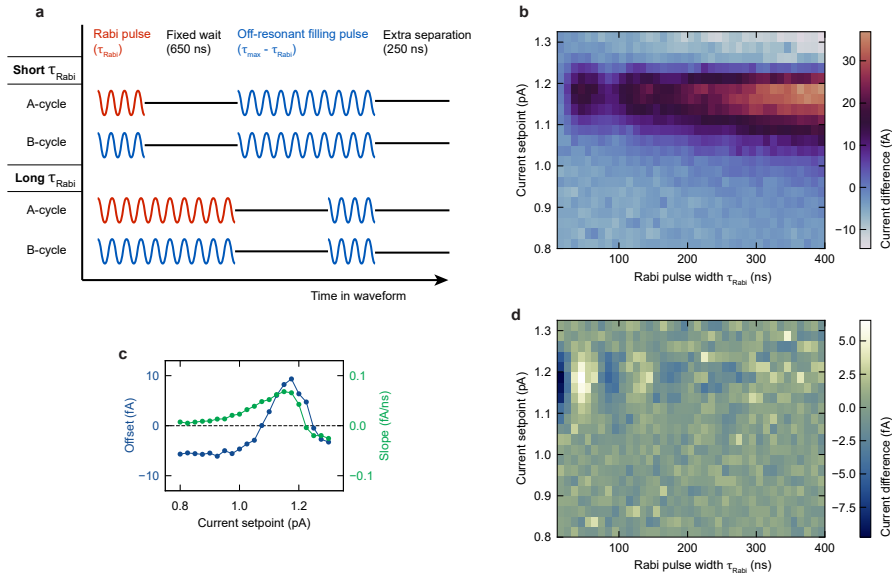 a
Rabi pulse
(τRabi)
Fixed wait
(650 ns)
Off-resonant filling pulse
(τmax - τRabi)
Extra separation
(250 ns)
Short τRabi
A-cycle
B-cycle
Long τRabi
A-cycle
B-cycle
Time in waveform
b
1.3
1.2
1.1
1.0
0.9
0.8
Current setpoint (pA)
100
200
300
400
Rabi pulse width τRabi (ns)
30
20
10
0
−10
Current difference (fA)
c
10
0
−10
Offset (fA)
0.1
0.0
−0.1
Slope (fA/ns)
0.8
1.0
1.2
Current setpoint (pA)
d
1.3
1.2
1.1
1.0
0.9
0.8
Current setpoint (pA)
100
200
300
400
Rabi pulse width τRabi (ns)
5.0
2.5
0.0
−2.5
−5.0
−7.5
Current difference (fA)